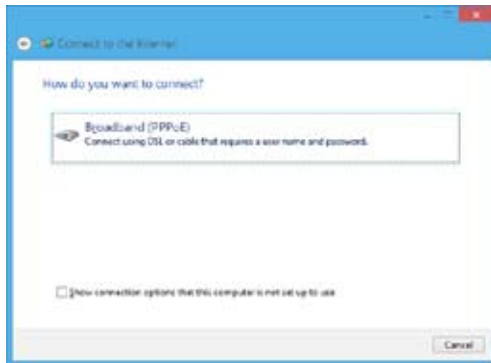 Connect to the Internet
How do you want to connect?
Broadband (PPPoE)
Connect using DSL or cable that requires a user name and password.
Show connection options that this computer is not set up to use
Cancel